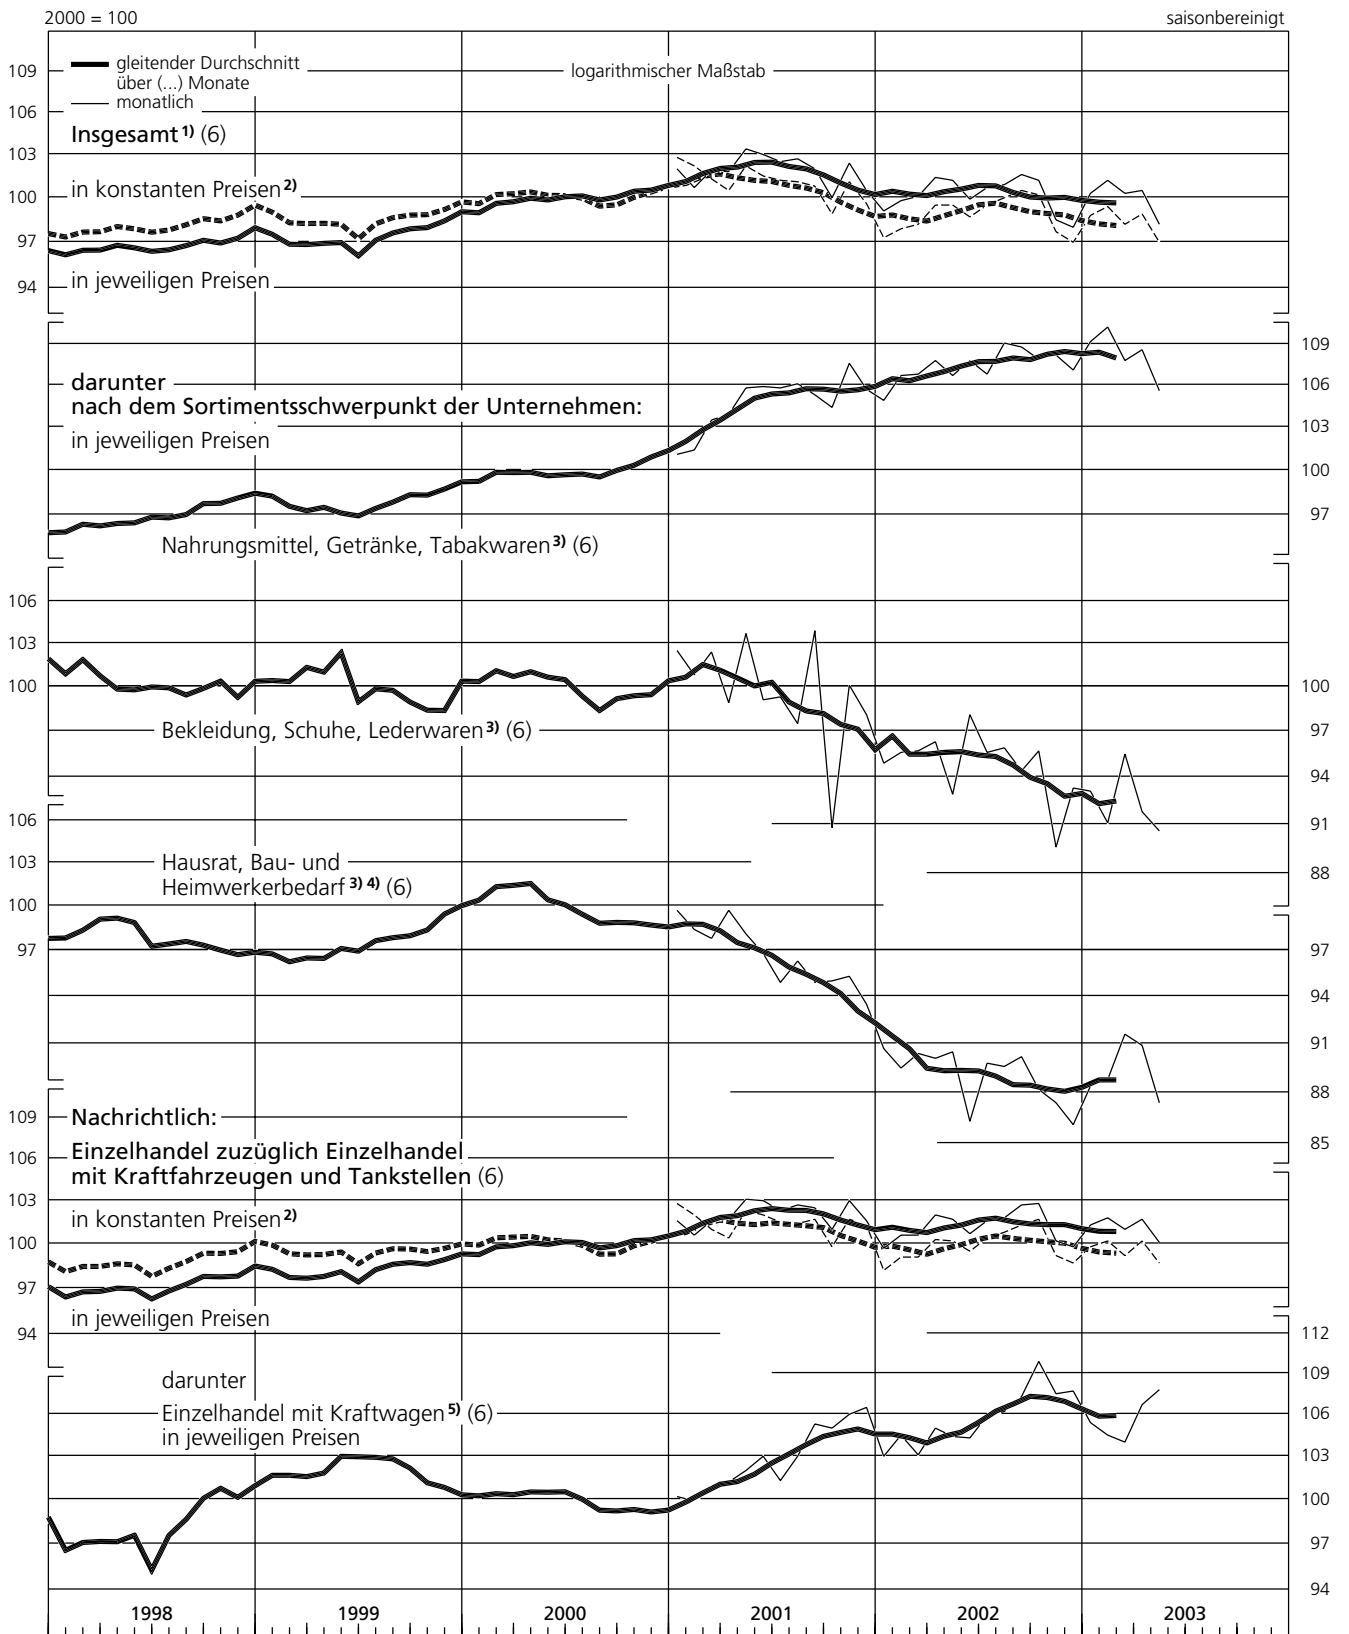 2000 = 100
saisonbereinigt
109
gleitender Durchschnitt
über (...) Monate
logarithmischer Maßstab
monatlich
106
Insgesamt 1) (6)
103
in konstanten Preisen 2)
100
97
in jeweiligen Preisen
94
109
darunter
106
nach dem Sortimentsschwerpunkt der Unternehmen:
103
in jeweiligen Preisen
100
97
Nahrungsmittel, Getränke, Tabakwaren 3) (6)
106
103
100
100
Bekleidung, Schuhe, Lederwaren 3) (6)
97
94
106
91
103
Hausrat, Bau- und
88
Heimwerkerbedarf 3) 4) (6)
100
97
97
94
91
88
109
Nachrichtlich:
85
Einzelhandel zuzüglich Einzelhandel
106
mit Kraftfahrzeugen und Tankstellen (6)
103
in konstanten Preisen 2)
100
97
in jeweiligen Preisen
94
112
109
darunter
Einzelhandel mit Kraftwagen 5) (6)
106
in jeweiligen Preisen
103
100
97
94
1998 1999 2000 2001 2002 2003